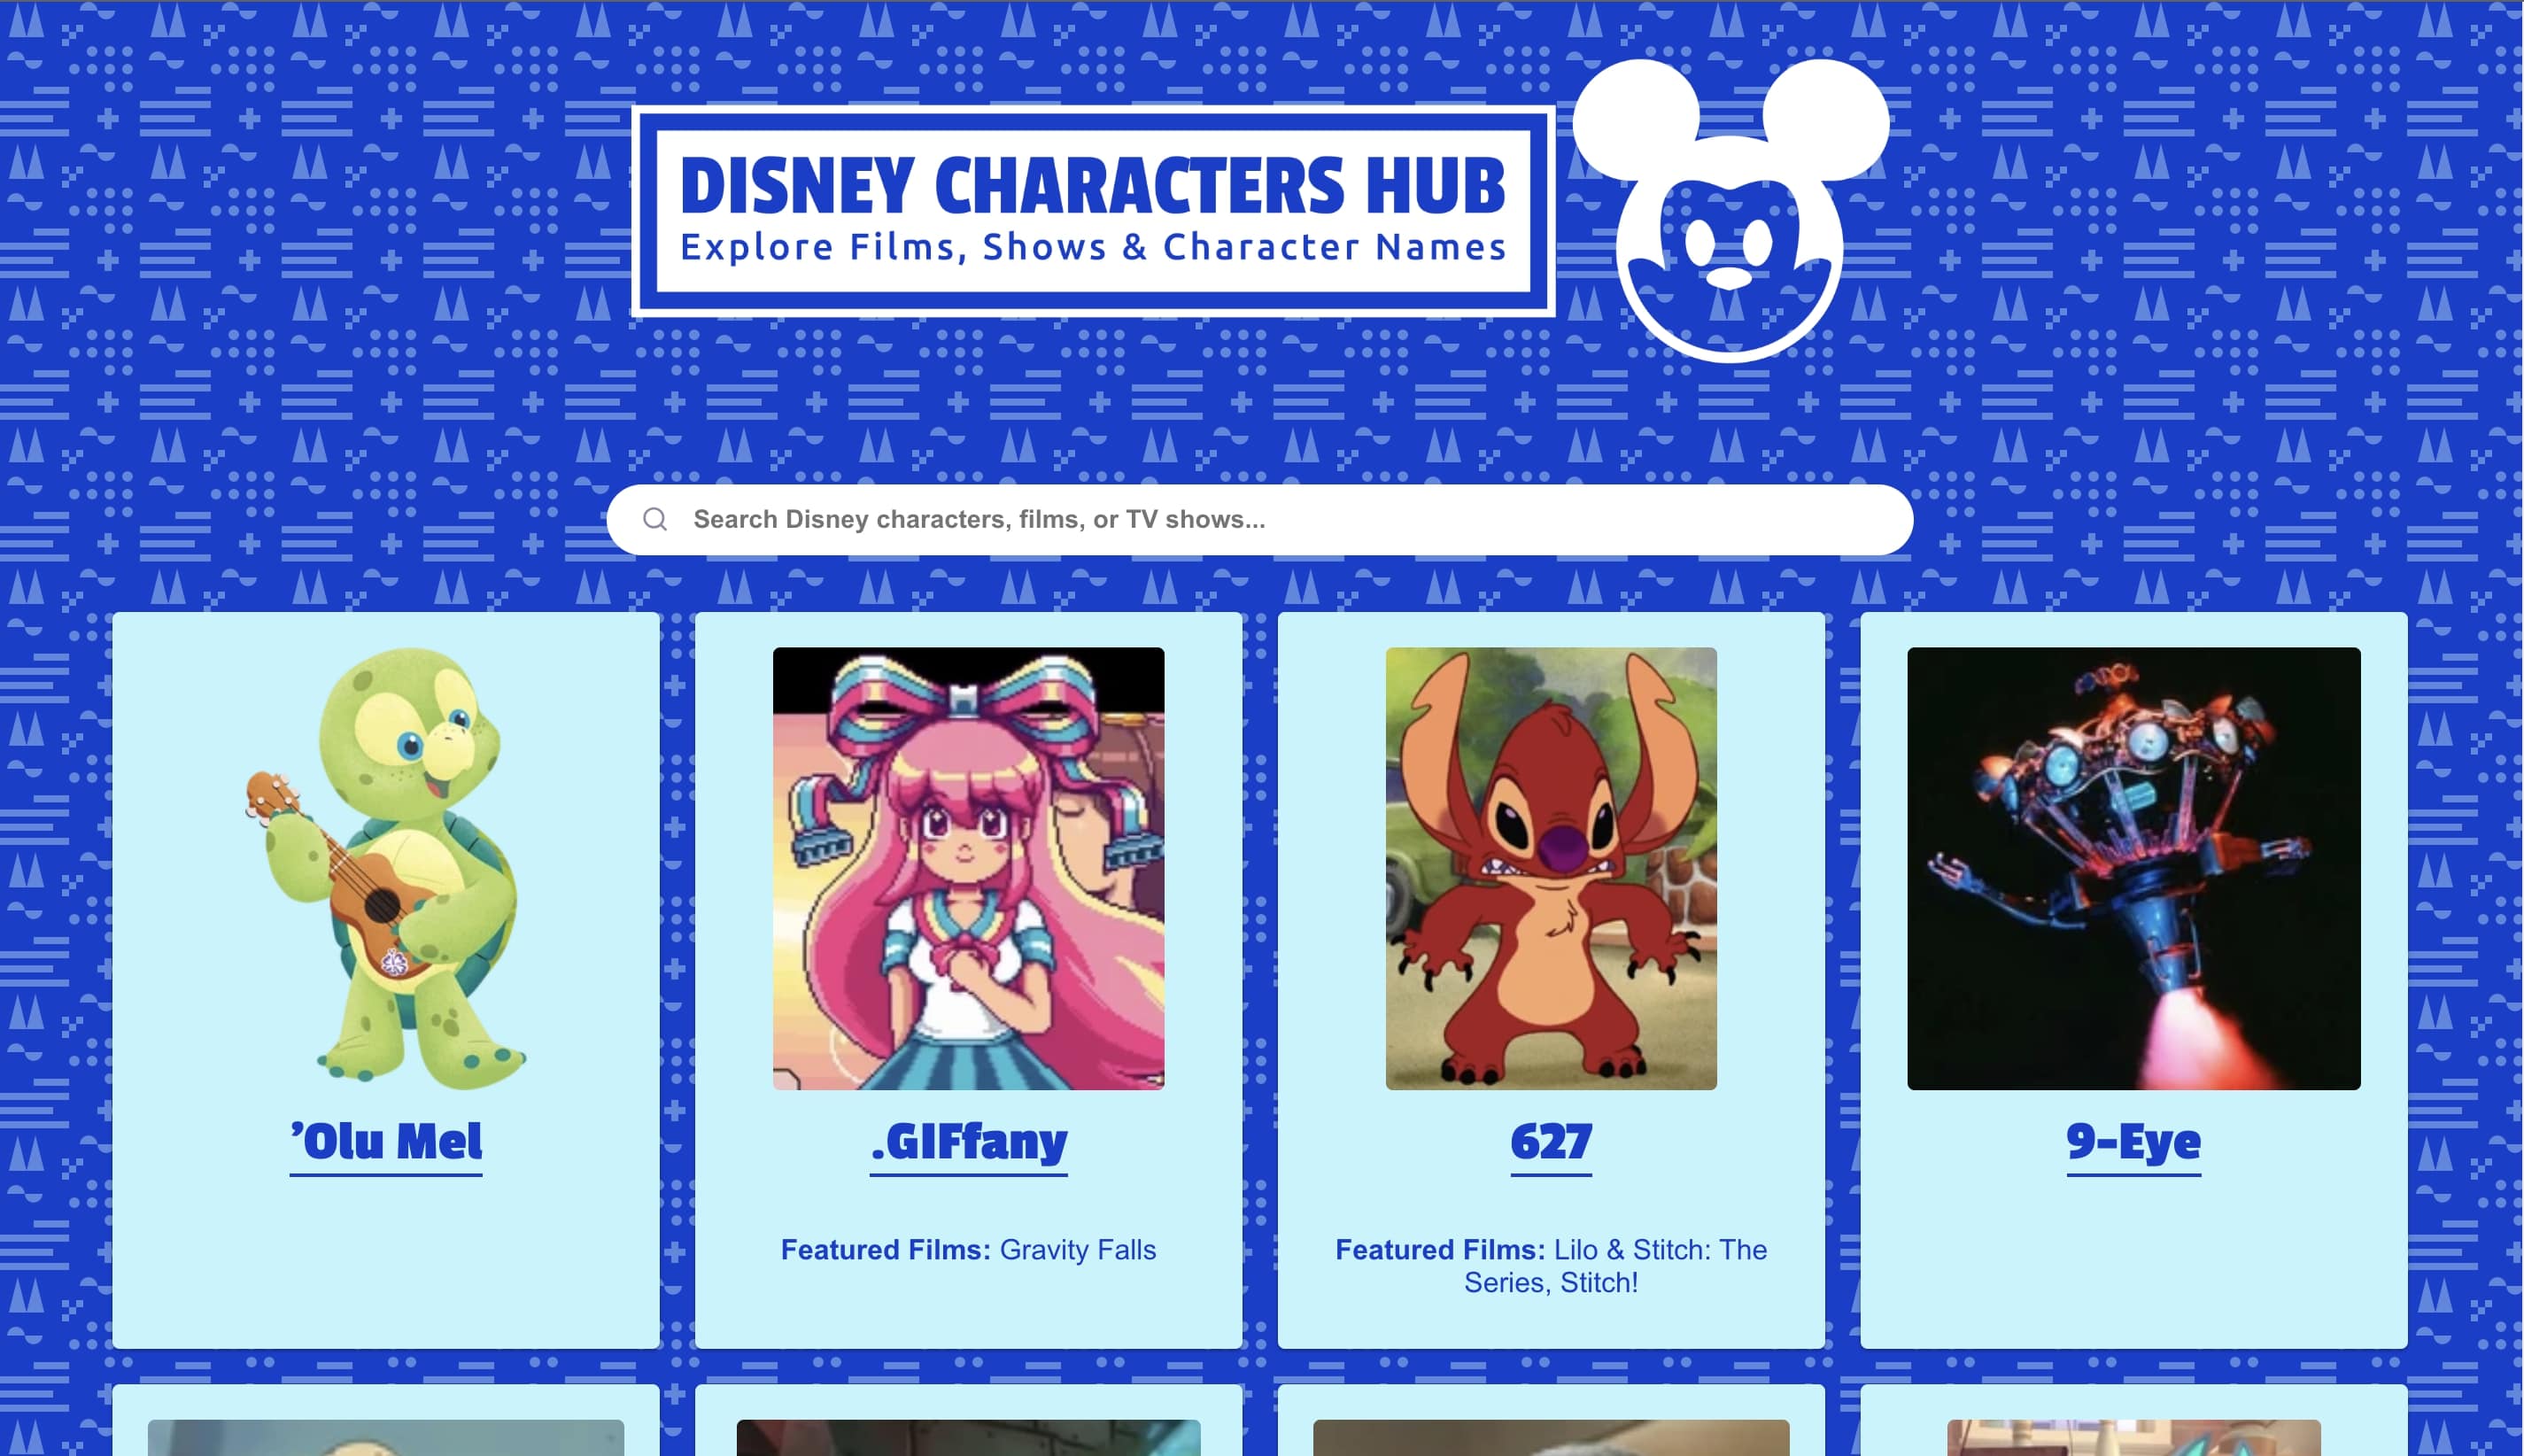 DISNEY CHARACTERS HUB
Explore Films, Shows & Character Names
Search Disney characters, films, or TV shows...
’Olu Mel
.GIFfany
627
9-Eye
Featured Films: Gravity Falls
Featured Films: Lilo & Stitch: The
Series, Stitch!